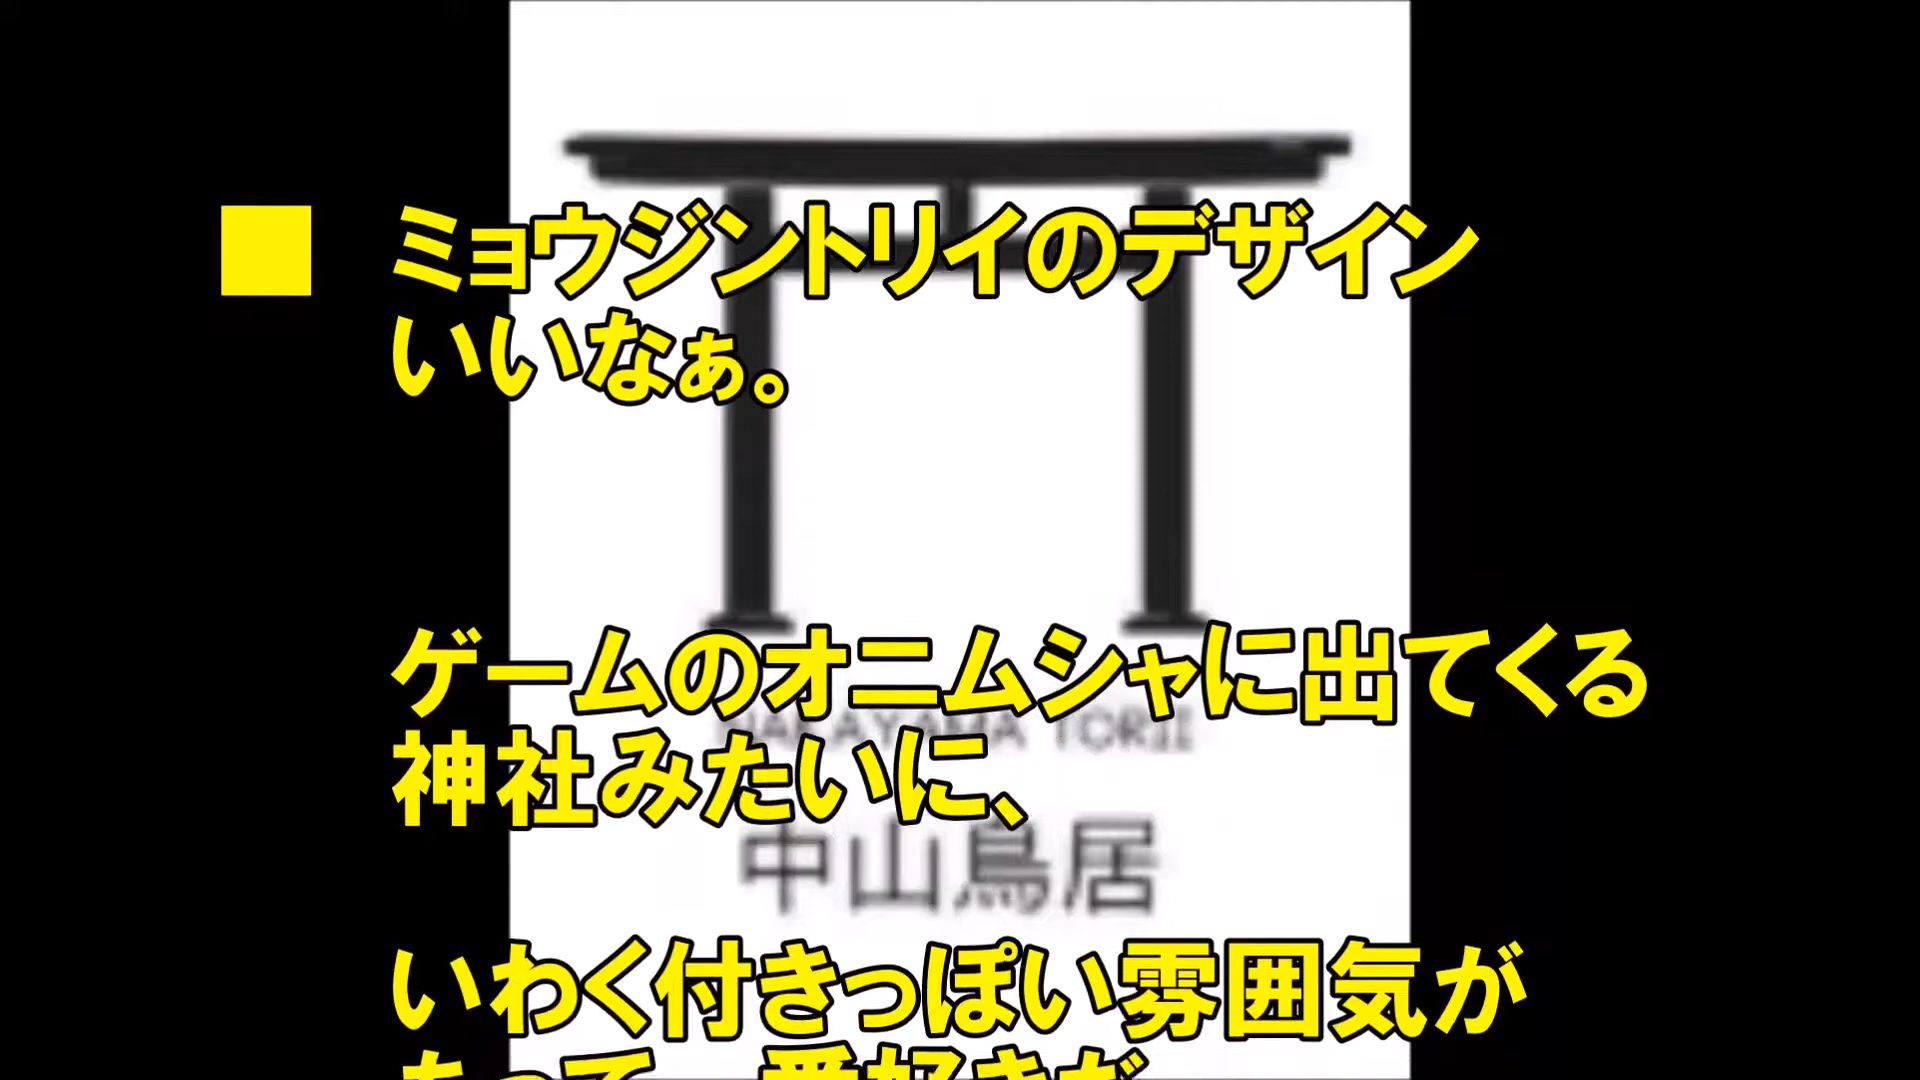 ■ ミョウジントリイのデザイン
いいなぁ。
ゲームのオニムシャに出てくる
神社みたいに、
NAKAYAMA TORII
中山鳥居
いわく付きっぽい雰囲気が